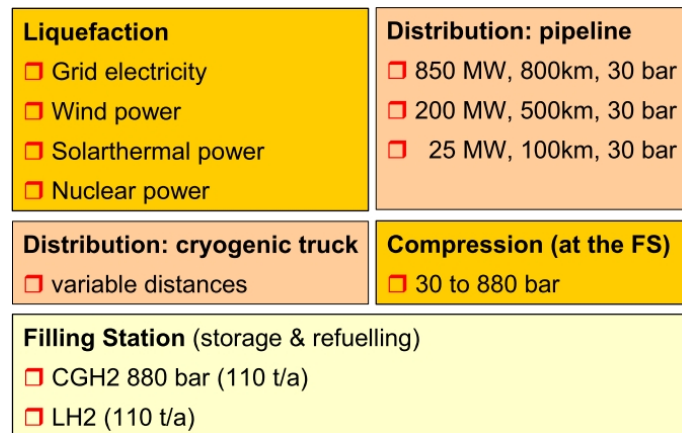 Liquefaction
❒ Grid electricity
❒ Wind power
❒ Solarthermal power
❒ Nuclear power
Distribution: pipeline
❒ 850 MW, 800km, 30 bar
❒ 200 MW, 500km, 30 bar
❒ 25 MW, 100km, 30 bar
Distribution: cryogenic truck
❒ variable distances
Compression (at the FS)
❒ 30 to 880 bar
Filling Station (storage & refuelling)
❒ CGH2 880 bar (110 t/a)
❒ LH2 (110 t/a)